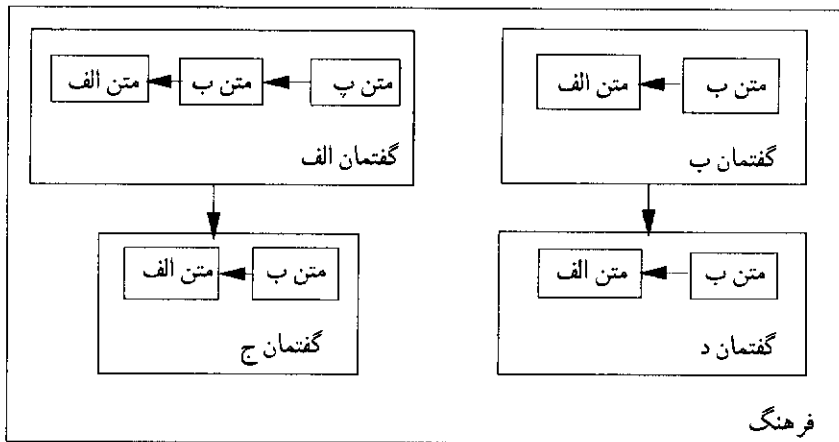 متن ب متن الف
گفتمان ب
متن پ متن ب متن الف
گفتمان الف
متن ب متن الف
گفتمان د
متن ب متن الف
گفتمان ج
فرهنگ